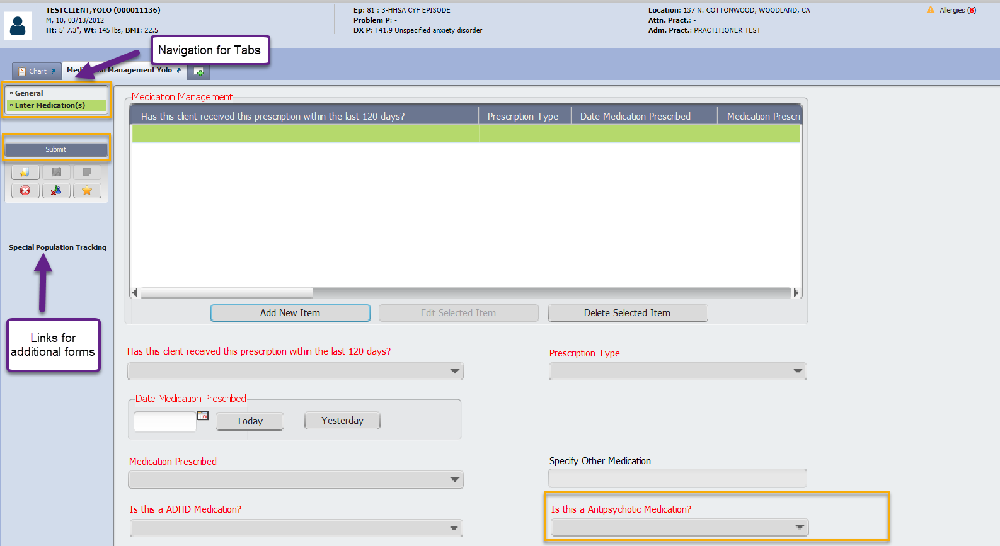 TESTCLIENT,YOLO (000011136)
M, 10, 03/13/2012
Ht: 5' 7.3", Wt: 145 lbs, BMI: 22.5
Ep: 81 : 3-HHSA CYF EPISODE
Problem P: -
DX P: F41.9 Unspecified anxiety disorder
Location: 137 N. COTTONWOOD, WOODLAND, CA
Attn. Pract.: -
Adm. Pract.: PRACTITIONER TEST
Allergies (8)
Navigation for Tabs
Chart
Management Yolo
General
Enter Medication(s)
Submit
Special Population Tracking
Links for
additional forms
Medication Management
Has this client received this prescription within the last 120 days?
Prescription Type
Date Medication Prescribed
Medication Prescri
Add New Item
Edit Selected Item
Delete Selected Item
Has this client received this prescription within the last 120 days?
Prescription Type
Date Medication Prescribed
Today
Yesterday
Medication Prescribed
Specify Other Medication
Is this a ADHD Medication?
Is this a Antipsychotic Medication?